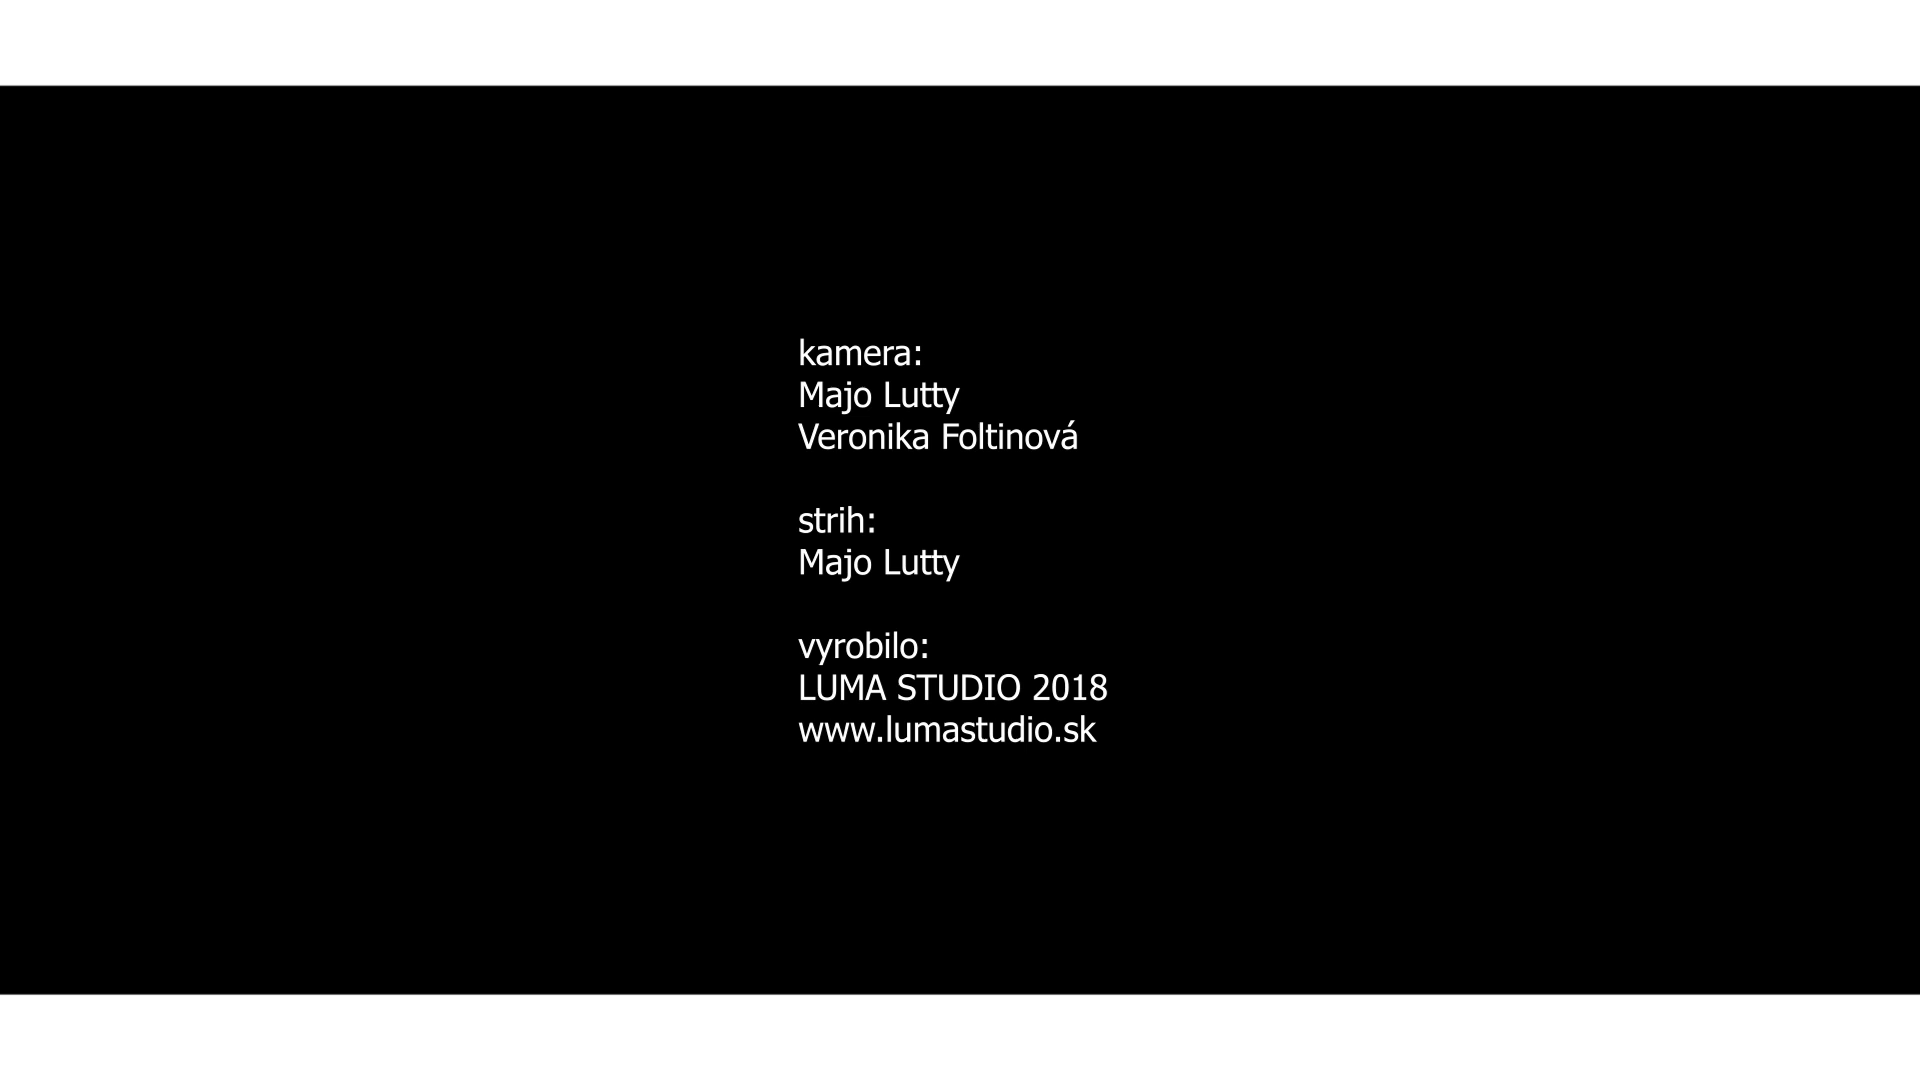 kamera:
Majo Lutty
Veronika Foltinová
strih:
Majo Lutty
vyrobilo:
LUMA STUDIO 2018
www.lumastudio.sk